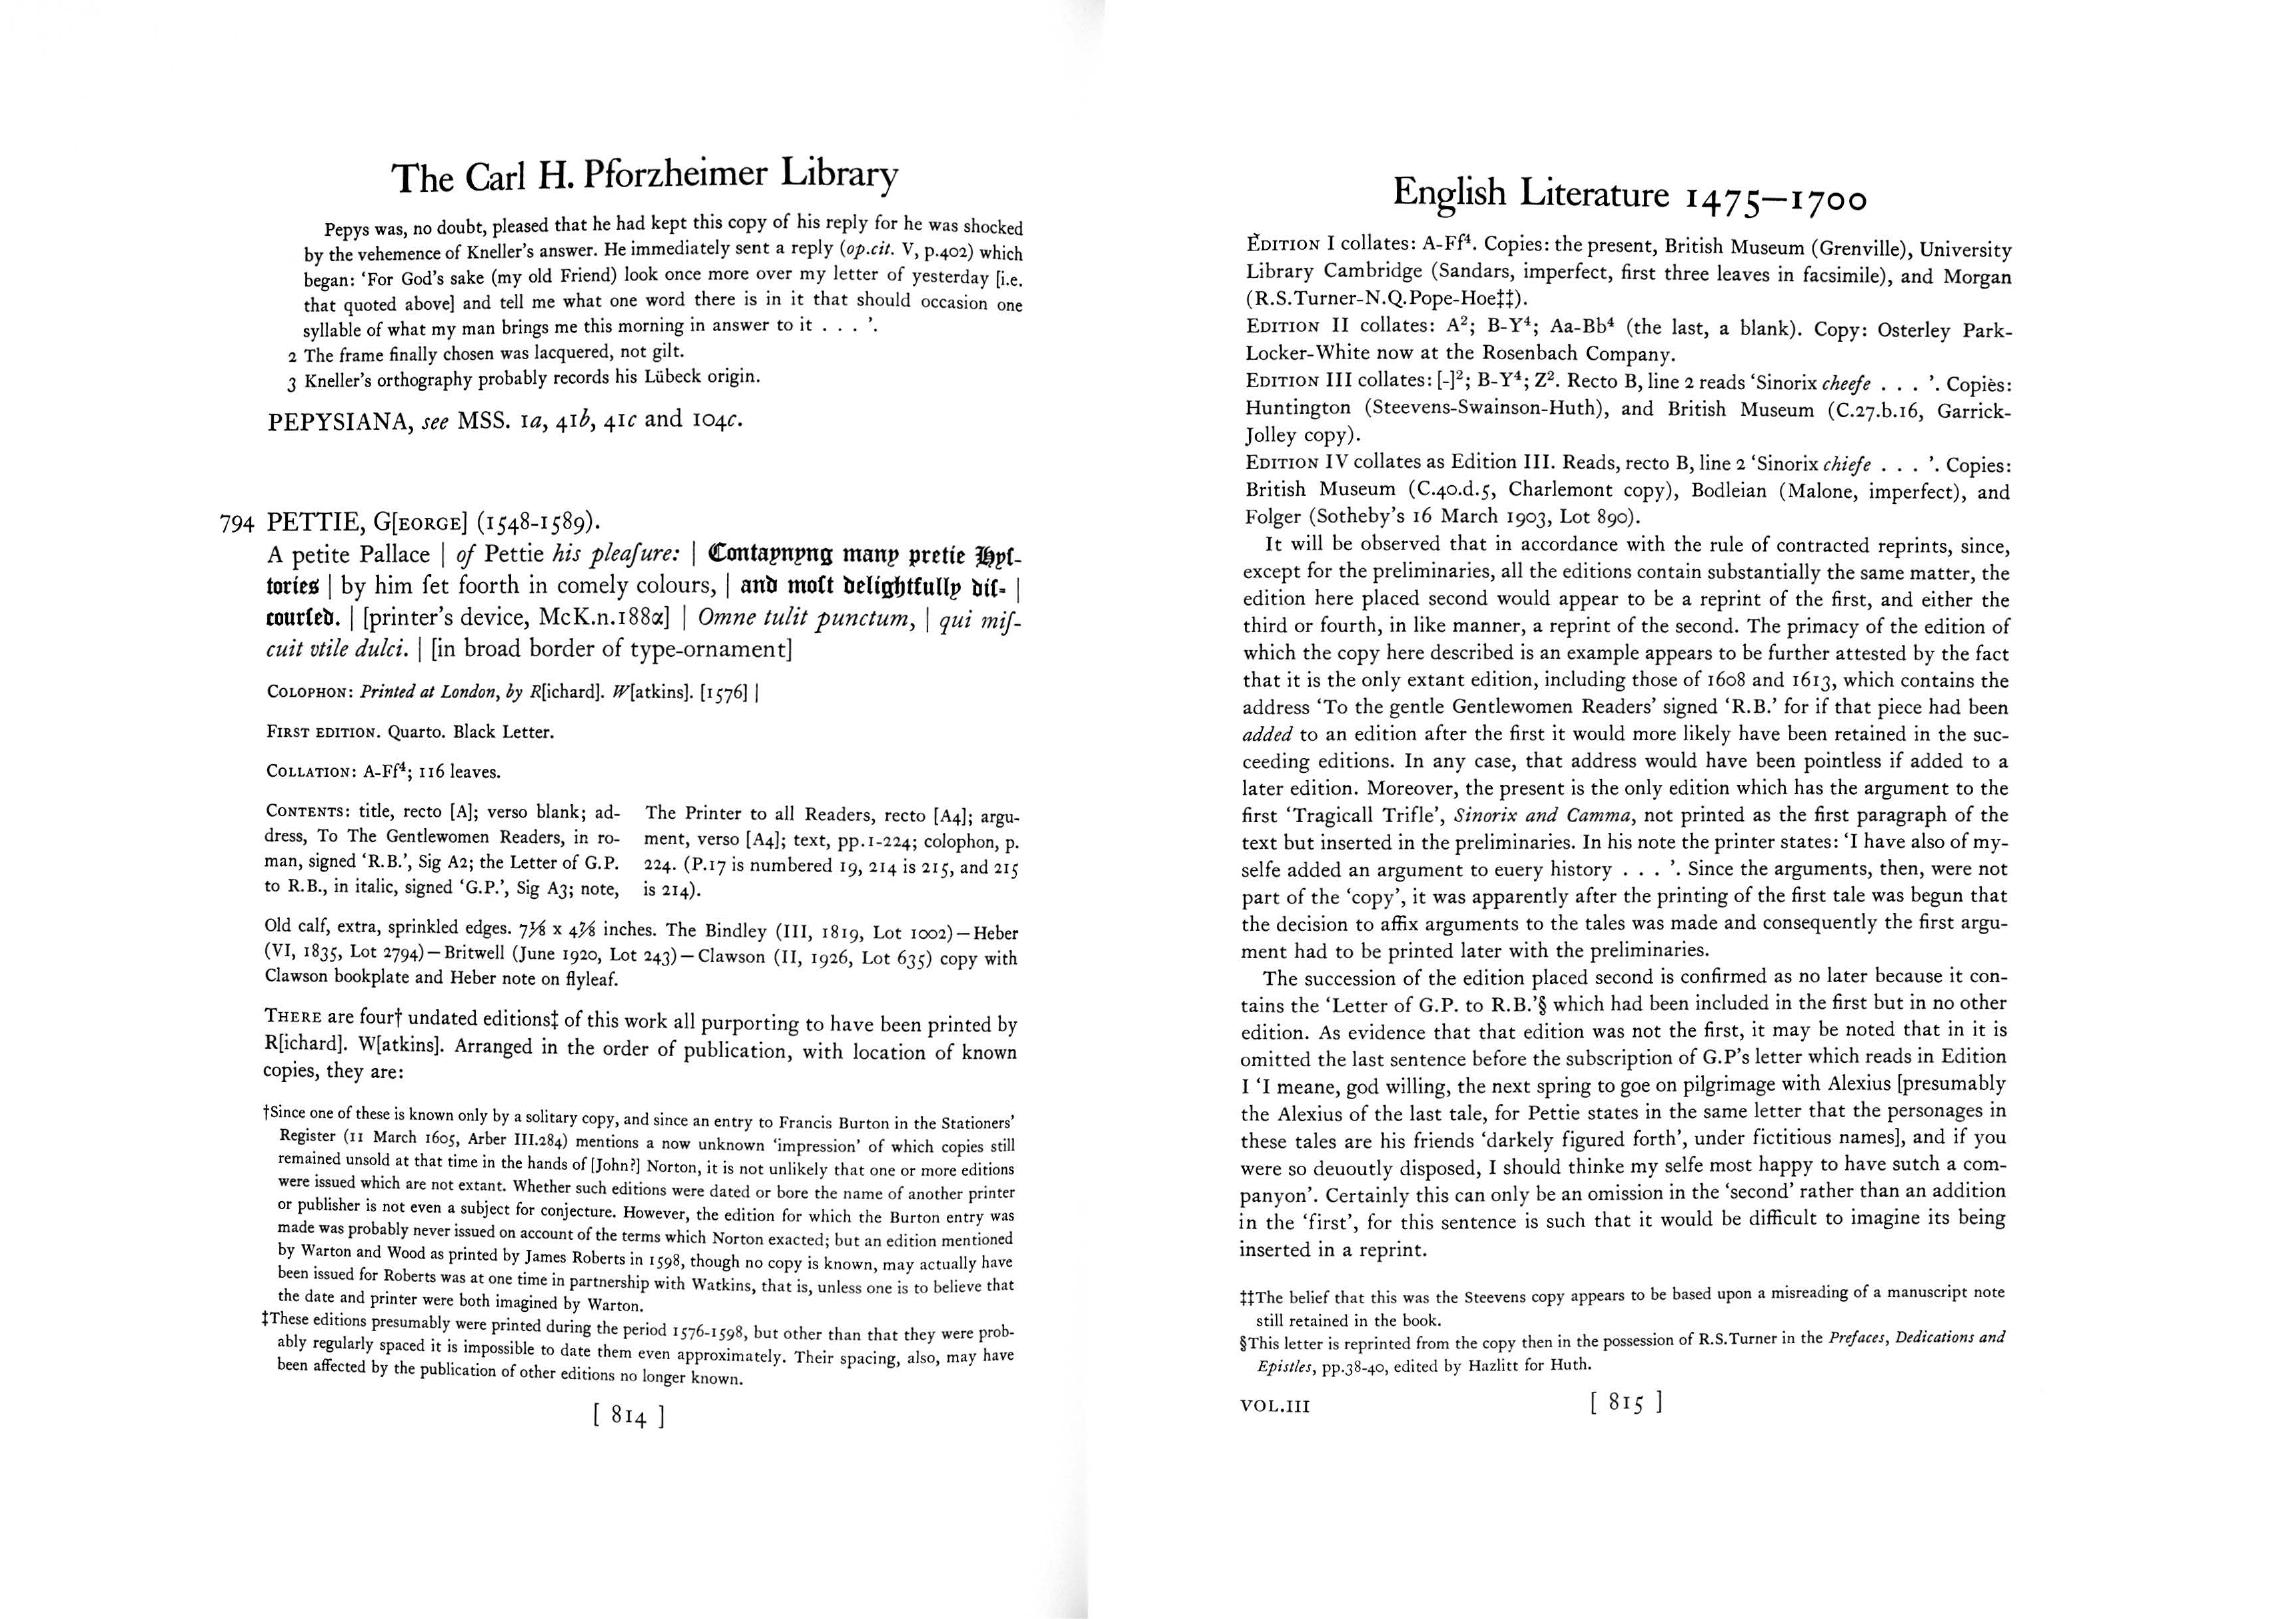 The Carl H. Pforzheimer Library
Pepys was, no doubt, pleased that he had kept this copy of his reply for he was shocked
by the vehemence of Kneller's answer. He immediately sent a reply (op.cit. V, p.402) which
began: ‘For God's sake (my old Friend) look once more over my letter of yesterday [i.e.
that quoted above] and tell me what one word there is in it that should occasion one
syllable of what my man brings me this morning in answer to it . . . ’.
2 The frame finally chosen was lacquered, not gilt.
3 Kneller's orthography probably records his Lübeck origin.
PEPYSIANA, see MSS. 1a, 41b, 41c and 104c.
794 PETTIE, G[EORGE] (1548-1589).
A petite Pallace | of Pettie his pleaſure: | Contaynyng many pretie Hyſ-
tories | by him ſet foorth in comely colours, | and moſt delightfully diſ- |
courſed. | [printer's device, McK.n.188α] | Omne tulit punctum, | qui miſ-
cuit vtile dulci. | [in broad border of type-ornament]
COLOPHON: Printed at London, by R[ichard]. W[atkins]. [1576] |
FIRST EDITION. Quarto. Black Letter.
COLLATION: A-Ff⁴; 116 leaves.
CONTENTS: title, recto [A]; verso blank; ad-
dress, To The Gentlewomen Readers, in ro-
man, signed ‘R.B.’, Sig A2; the Letter of G.P.
to R.B., in italic, signed ‘G.P.’, Sig A3; note,
The Printer to all Readers, recto [A4]; argu-
ment, verso [A4]; text, pp.1-224; colophon, p.
224. (P.17 is numbered 19, 214 is 215, and 215
is 214).
Old calf, extra, sprinkled edges. 7⅛ x 4⅞ inches. The Bindley (III, 1819, Lot 1002)—Heber
(VI, 1835, Lot 2794)—Britwell (June 1920, Lot 243)—Clawson (II, 1926, Lot 635) copy with
Clawson bookplate and Heber note on flyleaf.
THERE are four† undated editions‡ of this work all purporting to have been printed by
R[ichard]. W[atkins]. Arranged in the order of publication, with location of known
copies, they are:
†Since one of these is known only by a solitary copy, and since an entry to Francis Burton in the Stationers'
Register (11 March 1605, Arber III.284) mentions a now unknown ‘impression’ of which copies still
remained unsold at that time in the hands of [John?] Norton, it is not unlikely that one or more editions
were issued which are not extant. Whether such editions were dated or bore the name of another printer
or publisher is not even a subject for conjecture. However, the edition for which the Burton entry was
made was probably never issued on account of the terms which Norton exacted; but an edition mentioned
by Warton and Wood as printed by James Roberts in 1598, though no copy is known, may actually have
been issued for Roberts was at one time in partnership with Watkins, that is, unless one is to believe that
the date and printer were both imagined by Warton.
‡These editions presumably were printed during the period 1576-1598, but other than that they were prob-
ably regularly spaced it is impossible to date them even approximately. Their spacing, also, may have
been affected by the publication of other editions no longer known.
[ 814 ]
English Literature 1475—1700
EDITION I collates: A-Ff⁴. Copies: the present, British Museum (Grenville), University
Library Cambridge (Sandars, imperfect, first three leaves in facsimile), and Morgan
(R.S.Turner-N.Q.Pope-Hoe‡‡).
EDITION II collates: A²; B-Y⁴; Aa-Bb⁴ (the last, a blank). Copy: Osterley Park-
Locker-White now at the Rosenbach Company.
EDITION III collates: [-]²; B-Y⁴; Z². Recto B, line 2 reads ‘Sinorix cheefe . . . ’. Copies:
Huntington (Steevens-Swainson-Huth), and British Museum (C.27.b.16, Garrick-
Jolley copy).
EDITION IV collates as Edition III. Reads, recto B, line 2 ‘Sinorix chiefe . . . ’. Copies:
British Museum (C.40.d.5, Charlemont copy), Bodleian (Malone, imperfect), and
Folger (Sotheby's 16 March 1903, Lot 890).
It will be observed that in accordance with the rule of contracted reprints, since,
except for the preliminaries, all the editions contain substantially the same matter, the
edition here placed second would appear to be a reprint of the first, and either the
third or fourth, in like manner, a reprint of the second. The primacy of the edition of
which the copy here described is an example appears to be further attested by the fact
that it is the only extant edition, including those of 1608 and 1613, which contains the
address ‘To the gentle Gentlewomen Readers’ signed ‘R.B.’ for if that piece had been
added to an edition after the first it would more likely have been retained in the suc-
ceeding editions. In any case, that address would have been pointless if added to a
later edition. Moreover, the present is the only edition which has the argument to the
first ‘Tragicall Trifle’, Sinorix and Camma, not printed as the first paragraph of the
text but inserted in the preliminaries. In his note the printer states: ‘I have also of my-
selfe added an argument to euery history . . . ’. Since the arguments, then, were not
part of the ‘copy’, it was apparently after the printing of the first tale was begun that
the decision to affix arguments to the tales was made and consequently the first argu-
ment had to be printed later with the preliminaries.
The succession of the edition placed second is confirmed as no later because it con-
tains the ‘Letter of G.P. to R.B.’§ which had been included in the first but in no other
edition. As evidence that that edition was not the first, it may be noted that in it is
omitted the last sentence before the subscription of G.P's letter which reads in Edition
I ‘I meane, god willing, the next spring to goe on pilgrimage with Alexius [presumably
the Alexius of the last tale, for Pettie states in the same letter that the personages in
these tales are his friends ‘darkely figured forth’, under fictitious names], and if you
were so deuoutly disposed, I should thinke my selfe most happy to have sutch a com-
panyon’. Certainly this can only be an omission in the ‘second’ rather than an addition
in the ‘first’, for this sentence is such that it would be difficult to imagine its being
inserted in a reprint.
‡‡The belief that this was the Steevens copy appears to be based upon a misreading of a manuscript note
still retained in the book.
§This letter is reprinted from the copy then in the possession of R.S.Turner in the Prefaces, Dedications and
Epistles, pp.38-40, edited by Hazlitt for Huth.
VOL.III
[ 815 ]